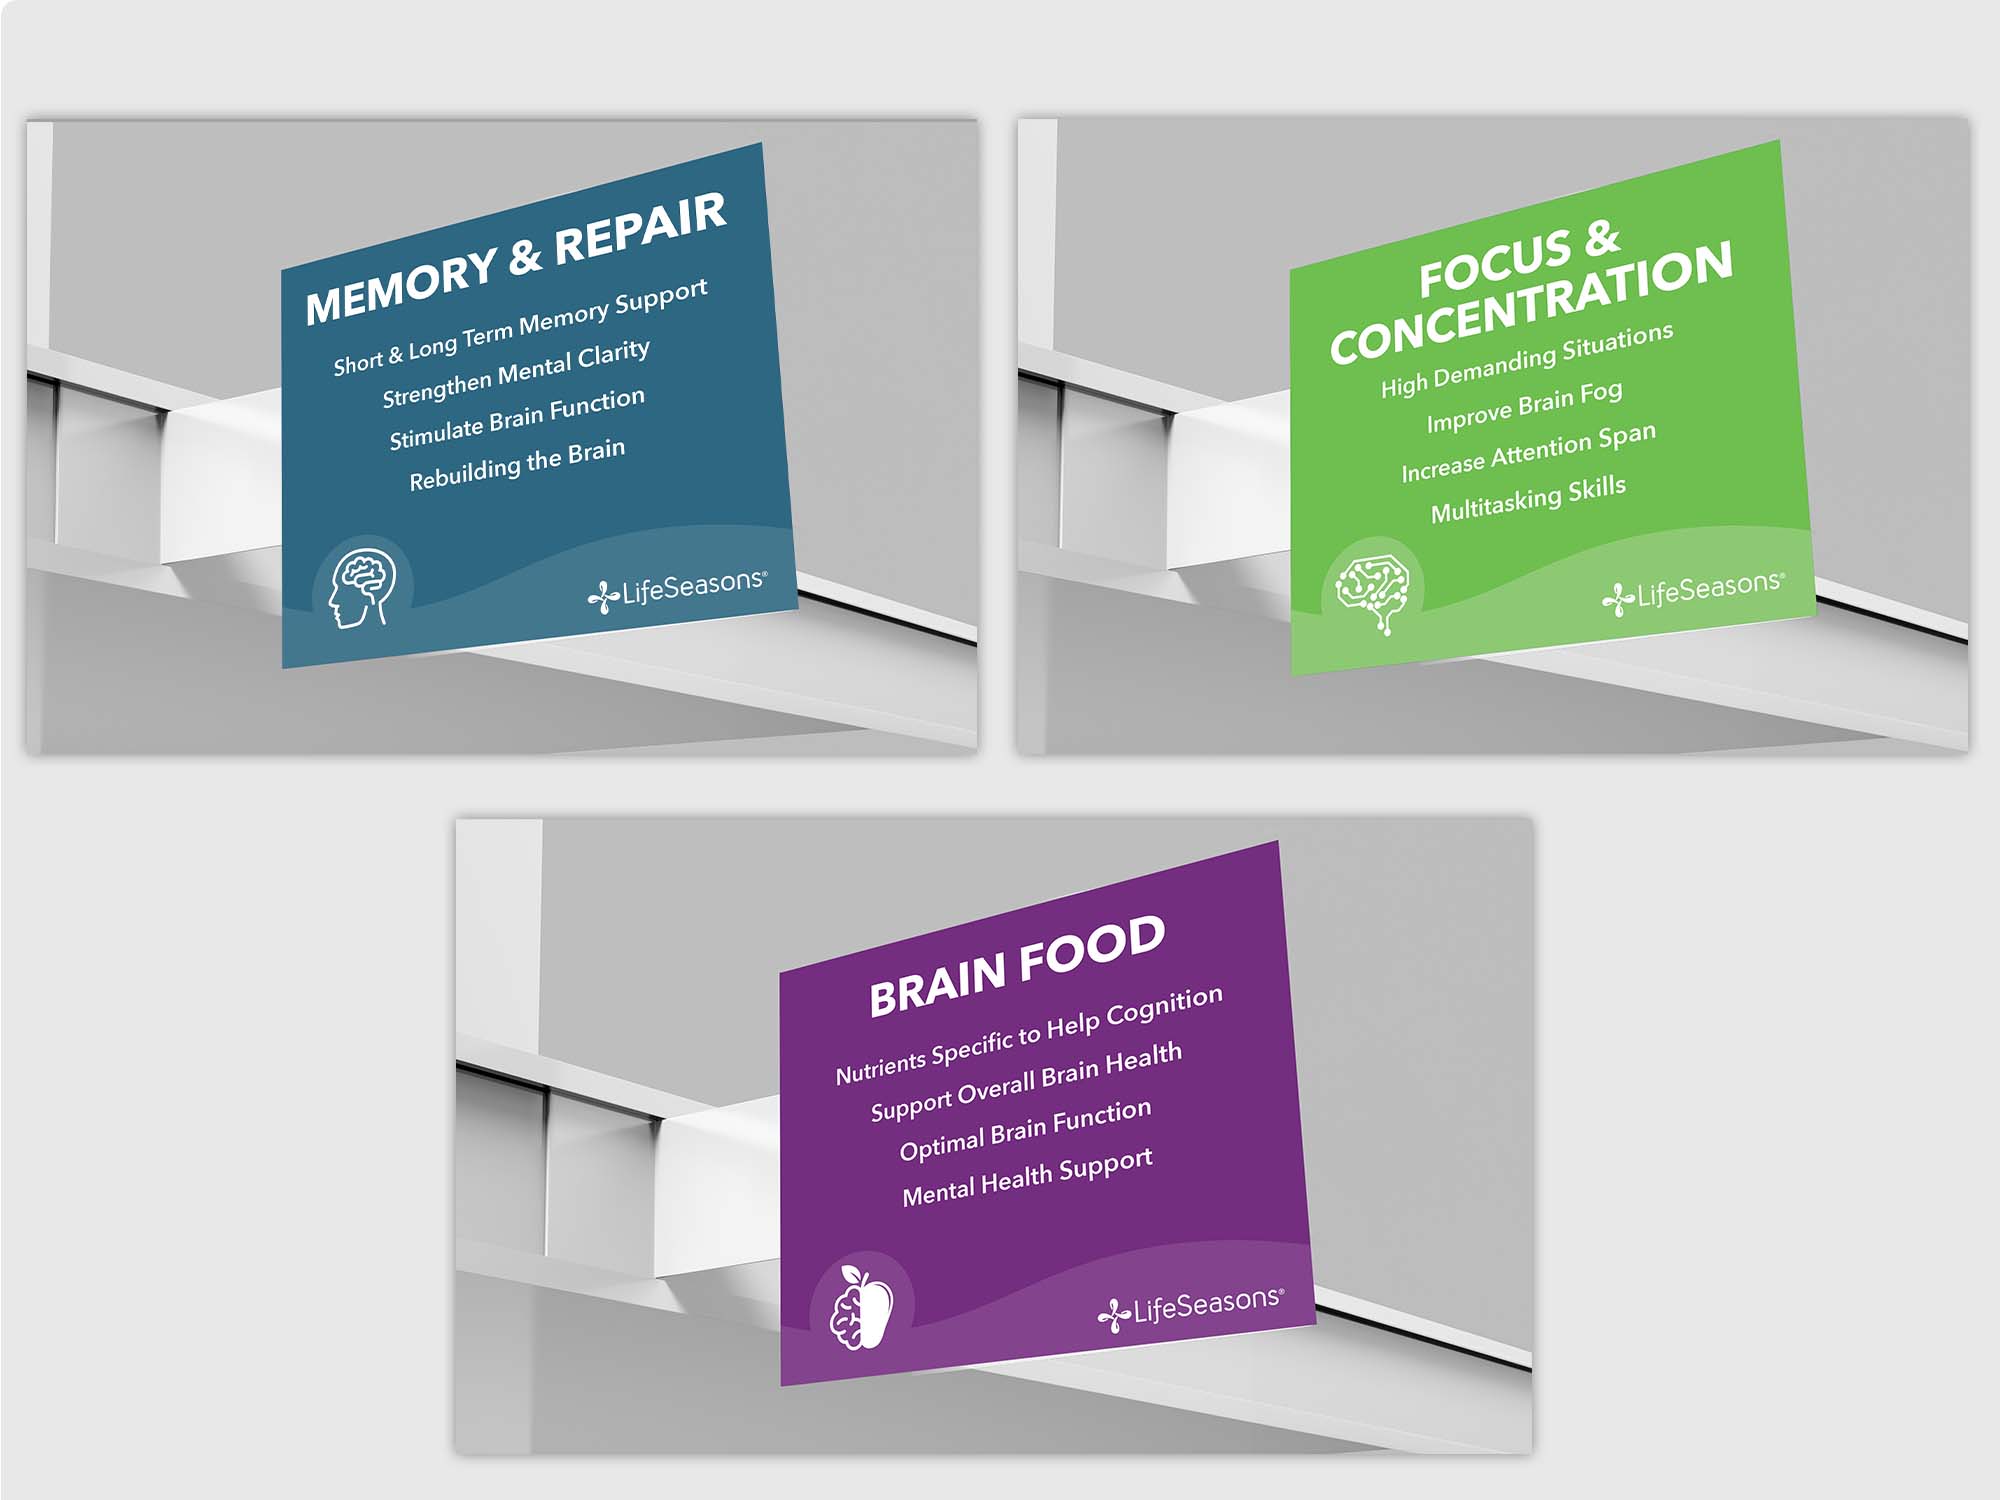 MEMORY & REPAIR
Short & Long Term Memory Support
Strengthen Mental Clarity
Stimulate Brain Function
Rebuilding the Brain
LifeSeasons®
FOCUS &
CONCENTRATION
High Demanding Situations
Improve Brain Fog
Increase Attention Span
Multitasking Skills
LifeSeasons®
BRAIN FOOD
Nutrients Specific to Help Cognition
Support Overall Brain Health
Optimal Brain Function
Mental Health Support
LifeSeasons®